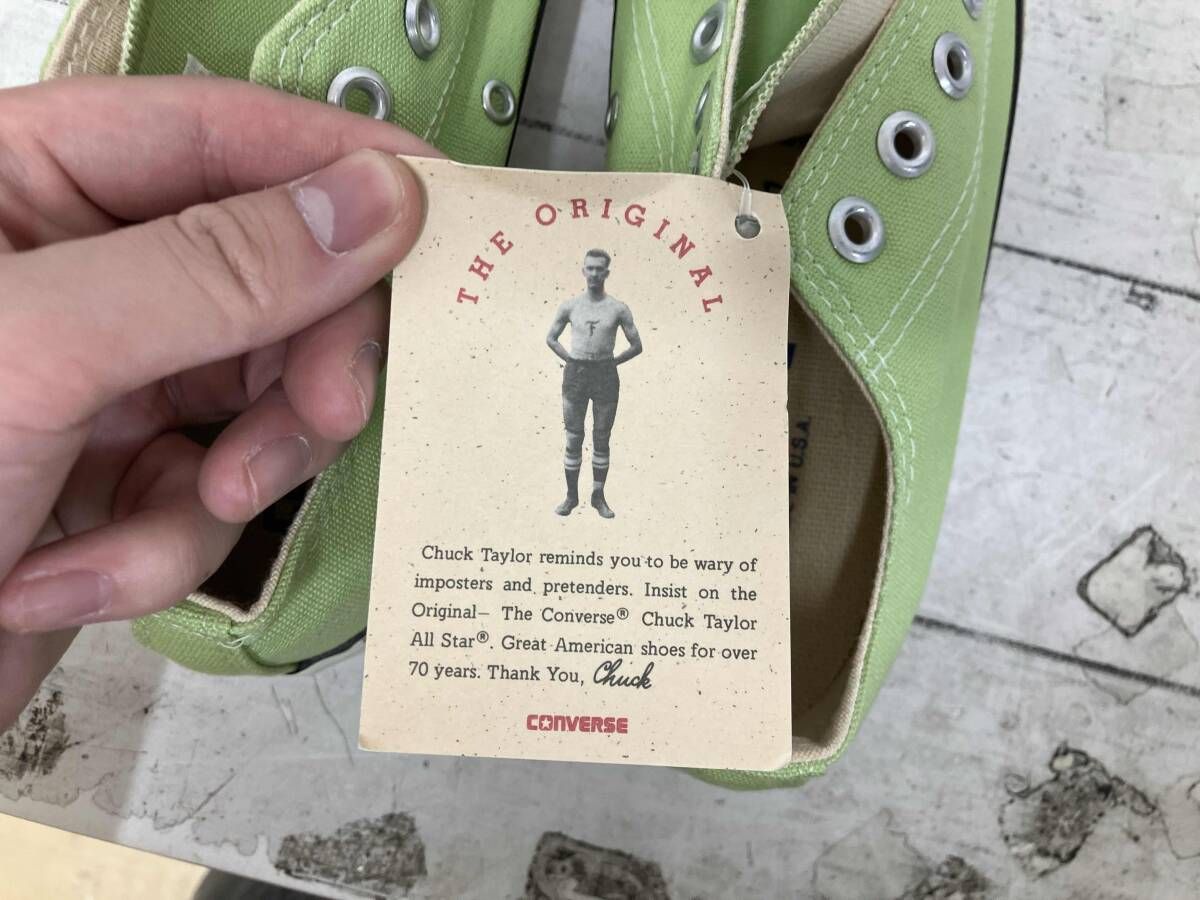 THE ORIGINAL
TF
Chuck Taylor reminds you to be wary of
imposters and pretenders. Insist on the
Original— The Converse® Chuck Taylor
All Star®. Great American shoes for over
70 years. Thank You, Chuck
CONVERSE
U.S.A.